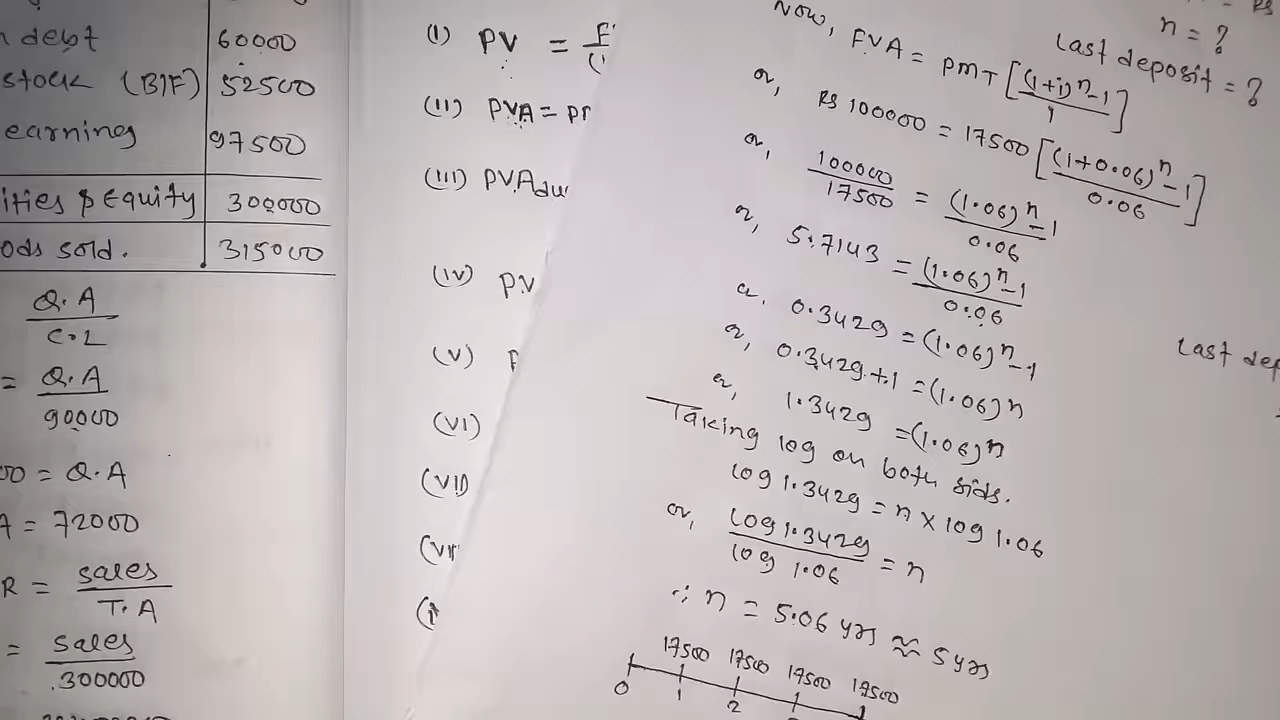 debt 60000
stock (B/F) 52500
earning 97500
ities & Equity 300000
ods sold. 315000
Q.A
C.L
= Q.A
90000
= Q.A
= 72000
R = sales
T.A
= sales
300000
(I) PV =
(II) PVA =
(III) PVAdu
(IV) PV
(V)
(VI)
(VII)
n = ?
Last deposit = ?
Now, FVA = PMT [(1+i)^n-1
i]
or, Rs 100000 = 17500 [(1+0.06)^n-1
0.06]
or, 100000
17500 = (1.06)^n-1
0.06
or, 5.7143 = (1.06)^n-1
0.06
or, 0.3429 = (1.06)^n-1
or, 0.3429+1 = (1.06)^n
or, 1.3429 = (1.06)^n
Taking log on both sids.
log 1.3429 = n × log 1.06
or, log 1.3429
log 1.06 = n
∴ n = 5.06 yrs ≈ 5 yrs
17500 17500 17500 17500
0 1 2
Last dep